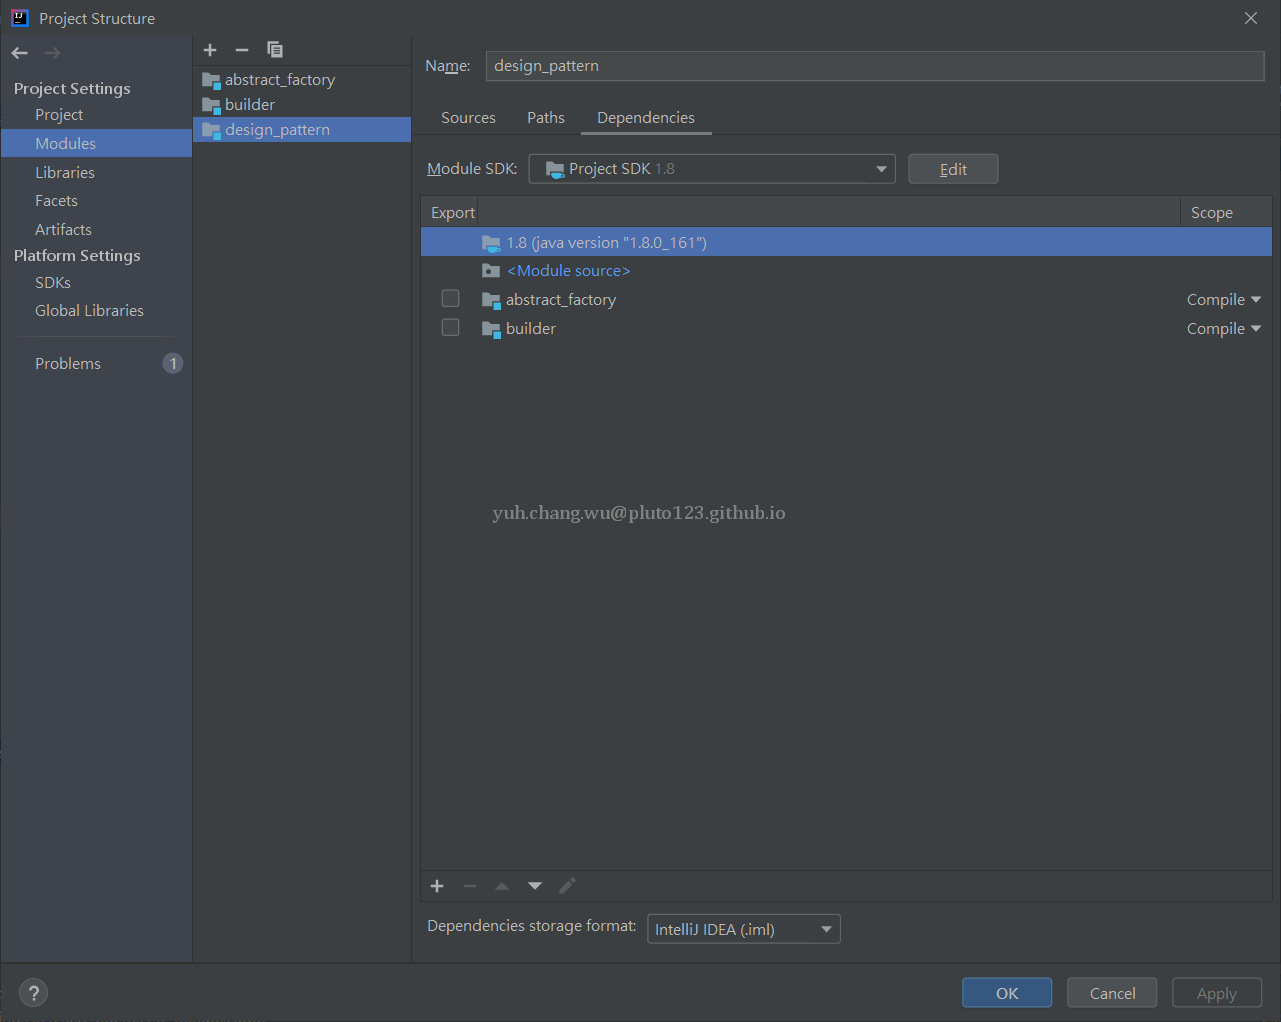 Project Structure
Project Settings
Project
Modules
Libraries
Facets
Artifacts
Platform Settings
SDKs
Global Libraries
Problems 1
abstract_factory
builder
design_pattern
Name: design_pattern
Sources Paths Dependencies
Module SDK: Project SDK 1.8 Edit
Export Scope
1.8 (java version "1.8.0_161")
<Module source>
abstract_factory Compile
builder Compile
yuh.chang.wu@pluto123.github.io
Dependencies storage format: IntelliJ IDEA (.iml)
? OK Cancel Apply